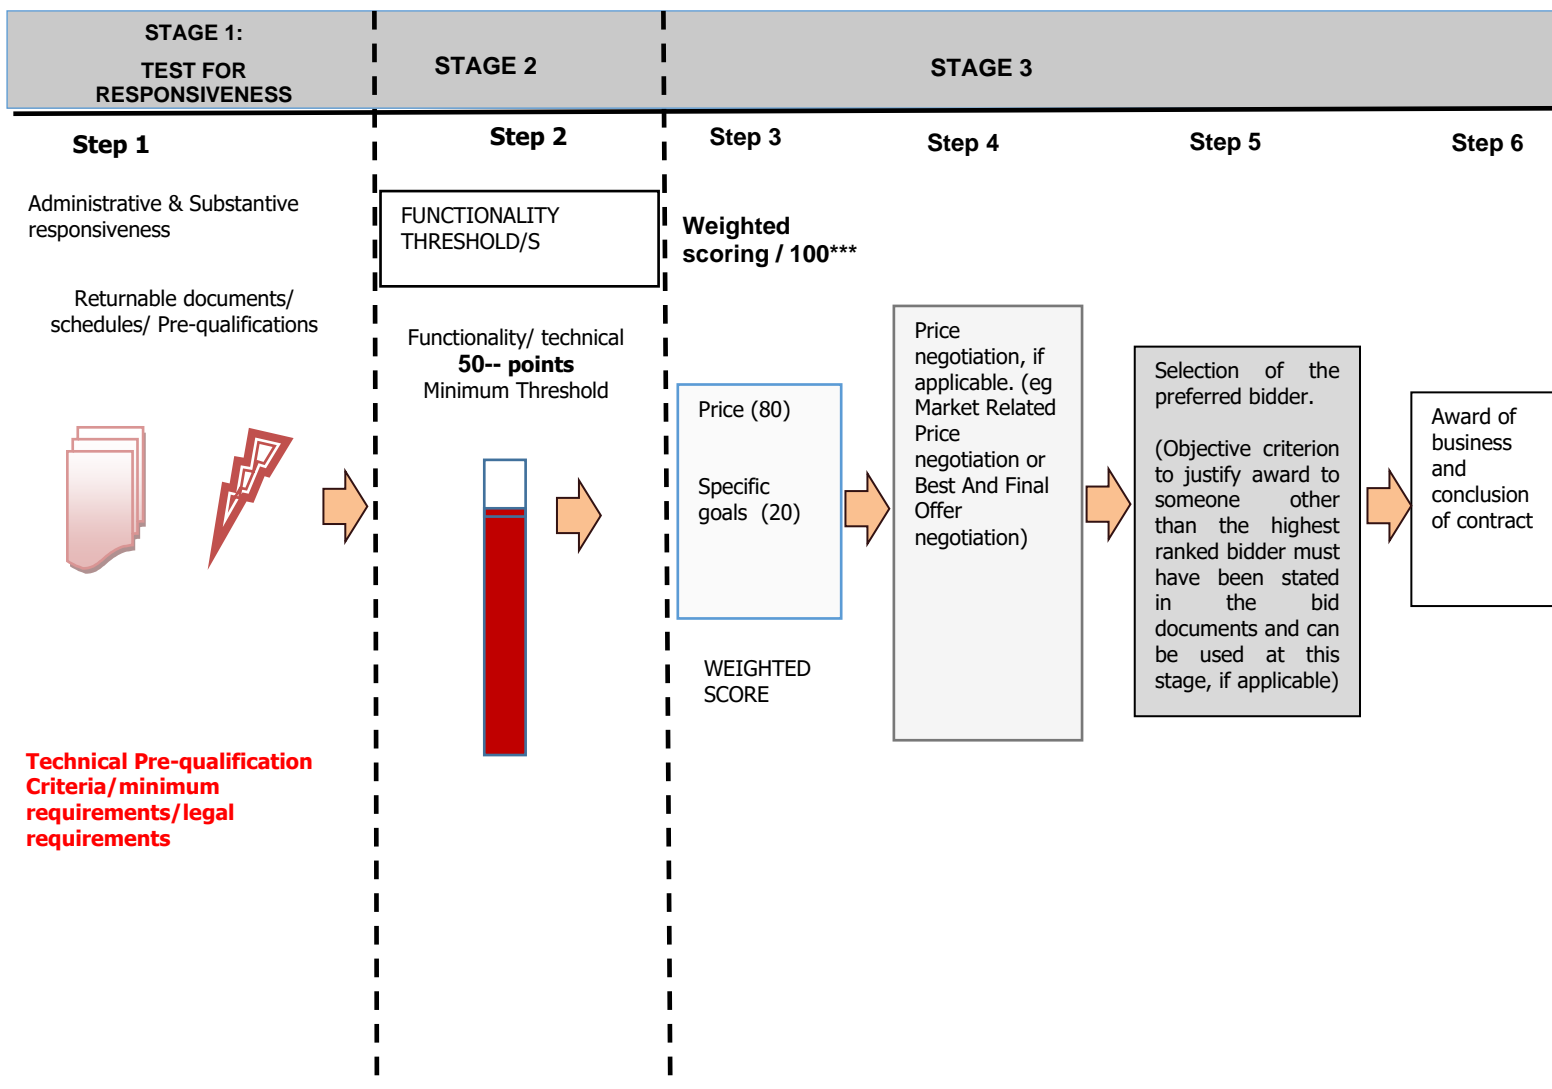 STAGE 1:
TEST FOR
RESPONSIVENESS
STAGE 2
STAGE 3
Step 1
Step 2
Step 3
Step 4
Step 5
Step 6
Administrative & Substantive
responsiveness
Returnable documents/
schedules/ Pre-qualifications
Technical Pre-qualification
Criteria/minimum
requirements/legal
requirements
FUNCTIONALITY
THRESHOLD/S
Functionality/ technical
50-- points
Minimum Threshold
Weighted
scoring / 100***
Price (80)
Specific
goals (20)
WEIGHTED
SCORE
Price
negotiation, if
applicable. (eg
Market Related
Price
negotiation or
Best And Final
Offer
negotiation)
Selection of the
preferred bidder.
(Objective criterion
to justify award to
someone other
than the highest
ranked bidder must
have been stated
in the bid
documents and can
be used at this
stage, if applicable)
Award of
business
and
conclusion
of contract